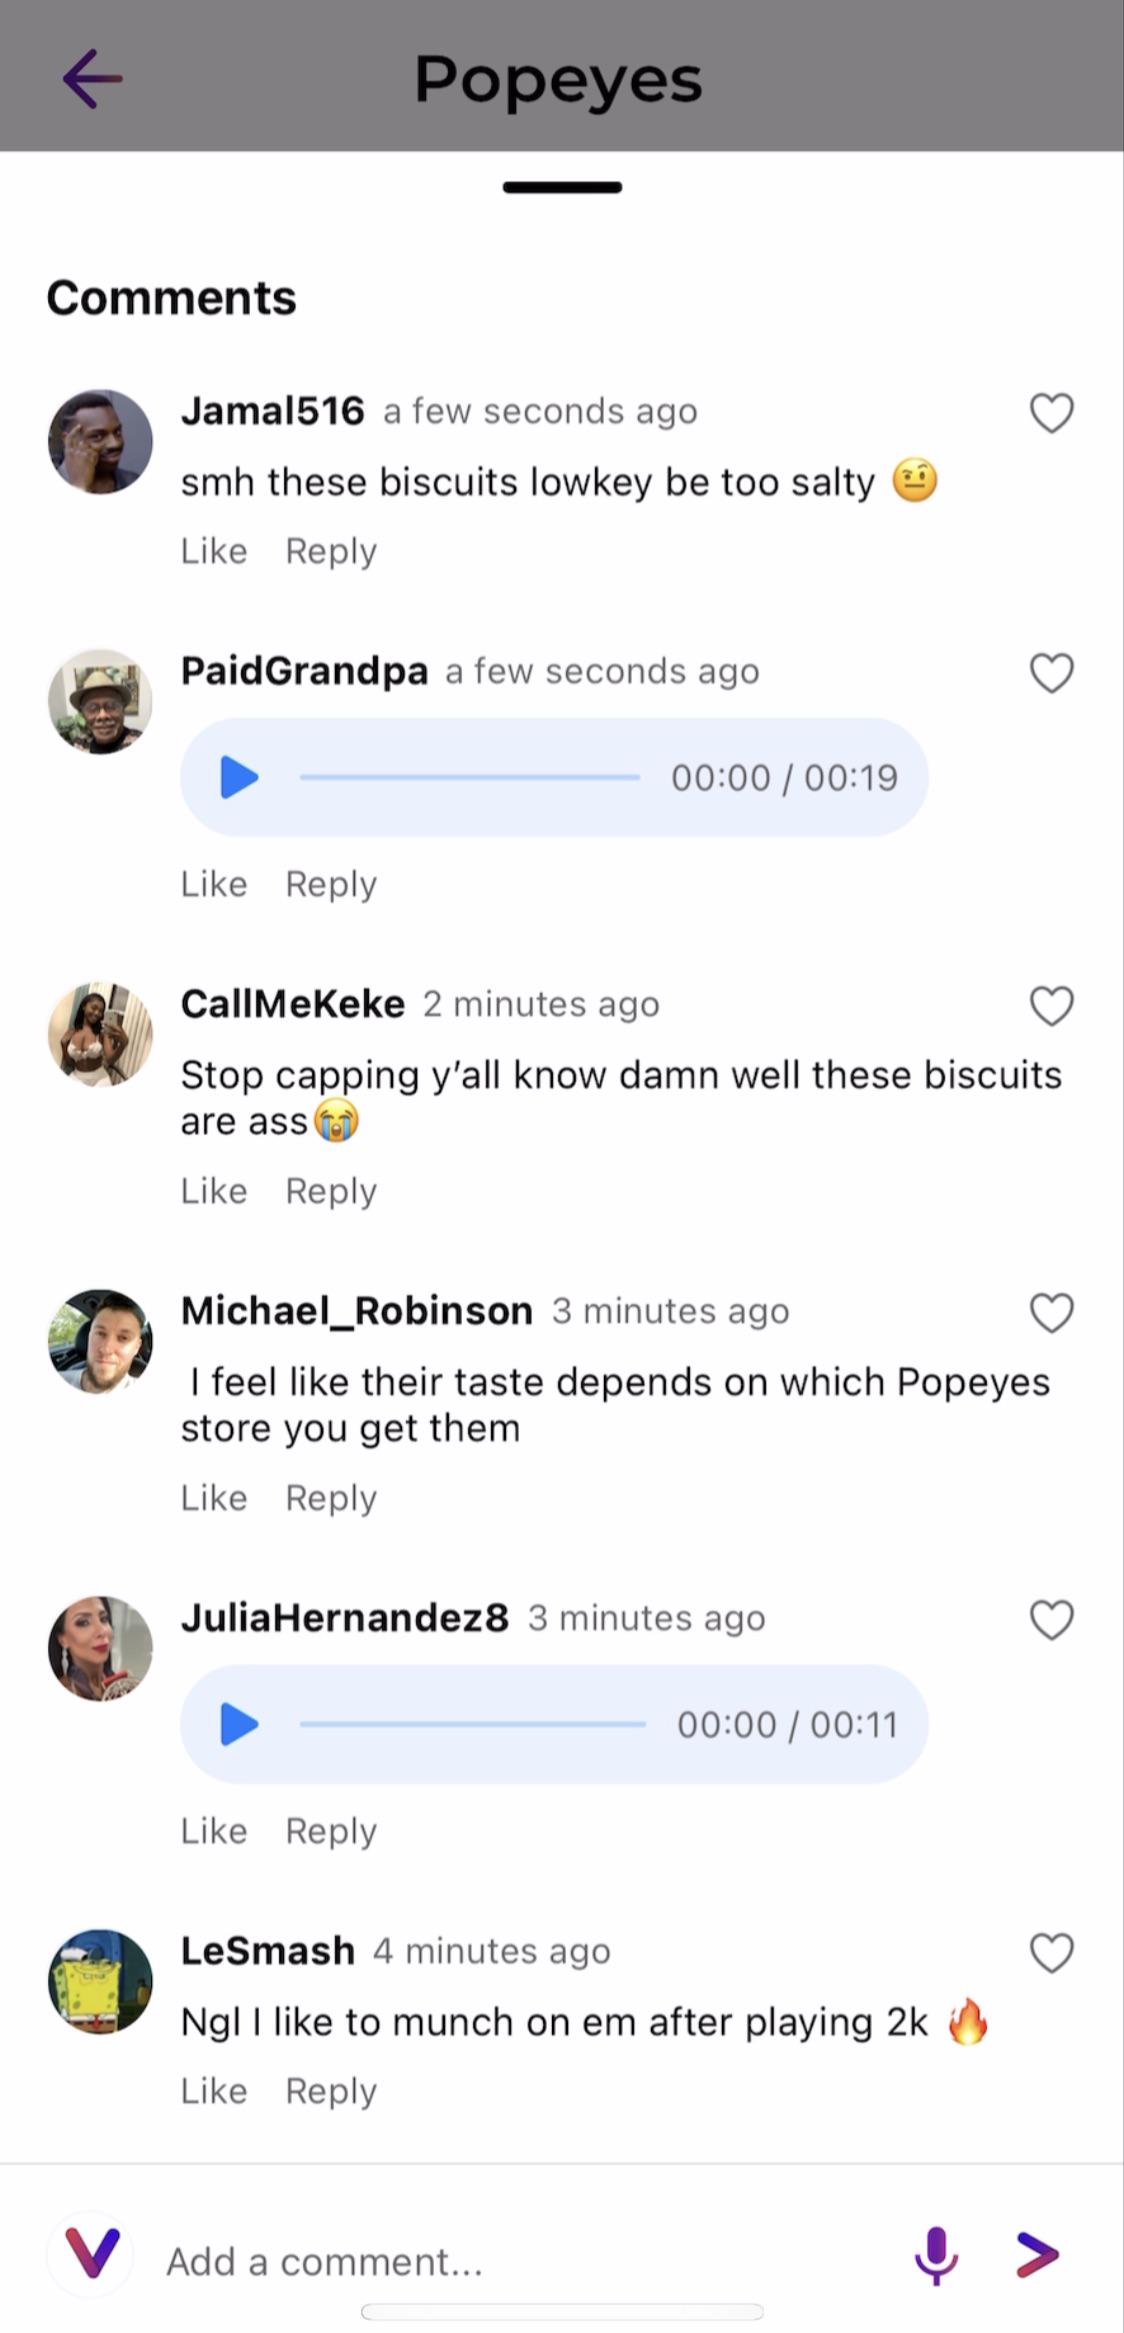 Popeyes
Comments
Jamal516 a few seconds ago
smh these biscuits lowkey be too salty 🤨
Like Reply
PaidGrandpa a few seconds ago
00:00 / 00:19
Like Reply
CallMeKeke 2 minutes ago
Stop capping y’all know damn well these biscuits
are ass😭
Like Reply
Michael_Robinson 3 minutes ago
I feel like their taste depends on which Popeyes
store you get them
Like Reply
JuliaHernandez8 3 minutes ago
00:00 / 00:11
Like Reply
LeSmash 4 minutes ago
Ngl I like to munch on em after playing 2k 🔥
Like Reply
Add a comment...